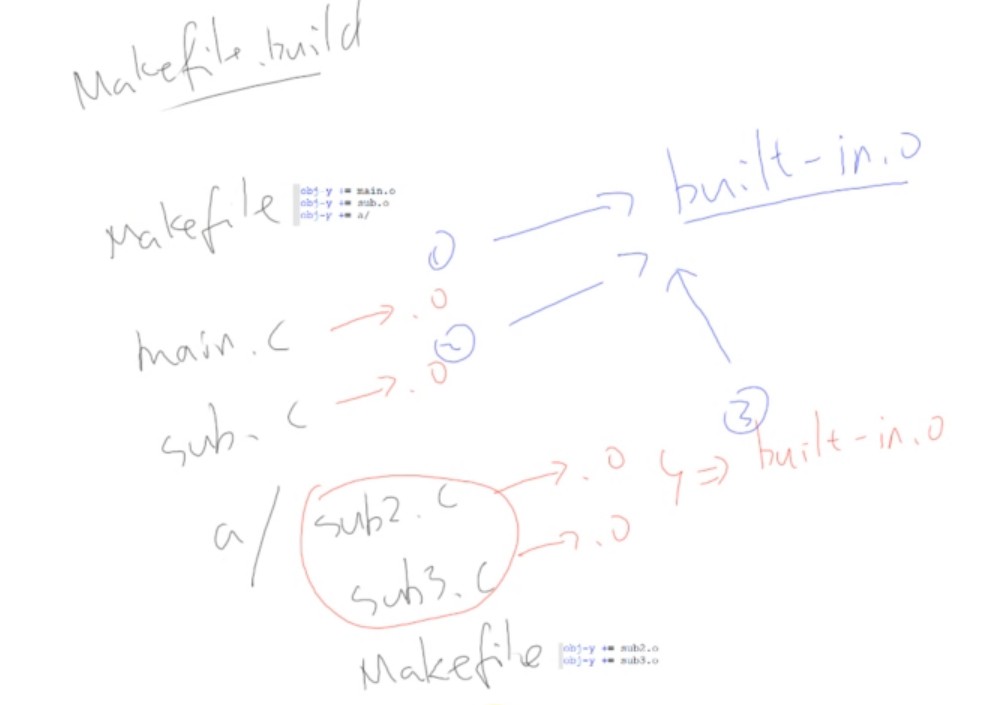 Makefile.build
built-in.o
Makefile
obj-y += main.o
obj-y += sub.o
obj-y += a/
①
main.c → .o
②
sub.c → .o
③
a/ sub2.c → .o } ⇒ built-in.o
sub3.c → .o
Makefile
obj-y += sub2.o
obj-y += sub3.o